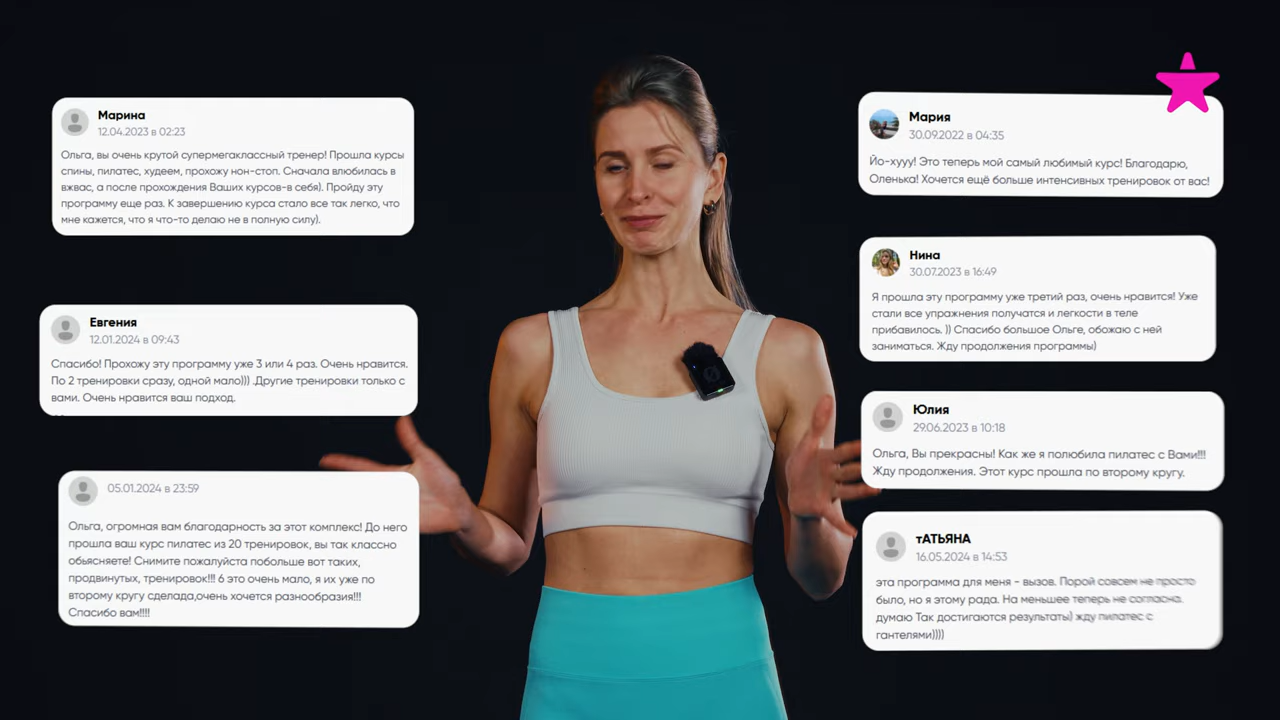 Марина
12.04.2023 в 02:23
Ольга, вы очень крутой супермегаклассный тренер! Прошла курсы
спины, пилатес, худеем, прохожу нон-стоп. Сначала влюбилась в
вжвас, а после прохождения Ваших курсов-в себя). Пройду эту
программу еще раз. К завершению курса стало все так легко, что
мне кажется, что я что-то делаю не в полную силу).
Евгения
12.01.2024 в 09:43
Спасибо! Прохожу эту программу уже 3 или 4 раз. Очень нравится.
По 2 тренировки сразу, одной мало))) .Другие тренировки только с
вами. Очень нравится ваш подход.
05.01.2024 в 23:59
Ольга, огромная вам благодарность за этот комплекс! До него
прошла ваш курс пилатес из 20 тренировок, вы так классно
обьясняете! Снимите пожалуйста побольше вот таких,
продвинутых, тренировок!!! 6 это очень мало, я их уже по
второму кругу сделада,очень хочется разнообразия!!!
Спасибо вам!!!!
Мария
30.09.2022 в 04:35
Йо-хууу! Это теперь мой самый любимый курс! Благодарю,
Оленька! Хочется ещё больше интенсивных тренировок от вас!
Нина
30.07.2023 в 16:49
Я прошла эту программу уже третий раз, очень нравится! Уже
стали все упражнения получатся и легкости в теле
прибавилось. )) Спасибо большое Ольге, обожаю с ней
заниматься. Жду продолжения программы)
Юлия
29.06.2023 в 10:18
Ольга, Вы прекрасны! Как же я полюбила пилатес с Вами!!!
Жду продолжения. Этот курс прошла по второму кругу.
тАТЬЯНА
16.05.2024 в 14:53
эта программа для меня - вызов. Порой совсем не просто
было, но я этому рада. На меньшее теперь не согласна.
думаю Так достигаются результаты) жду пилатес с
гантелями))))